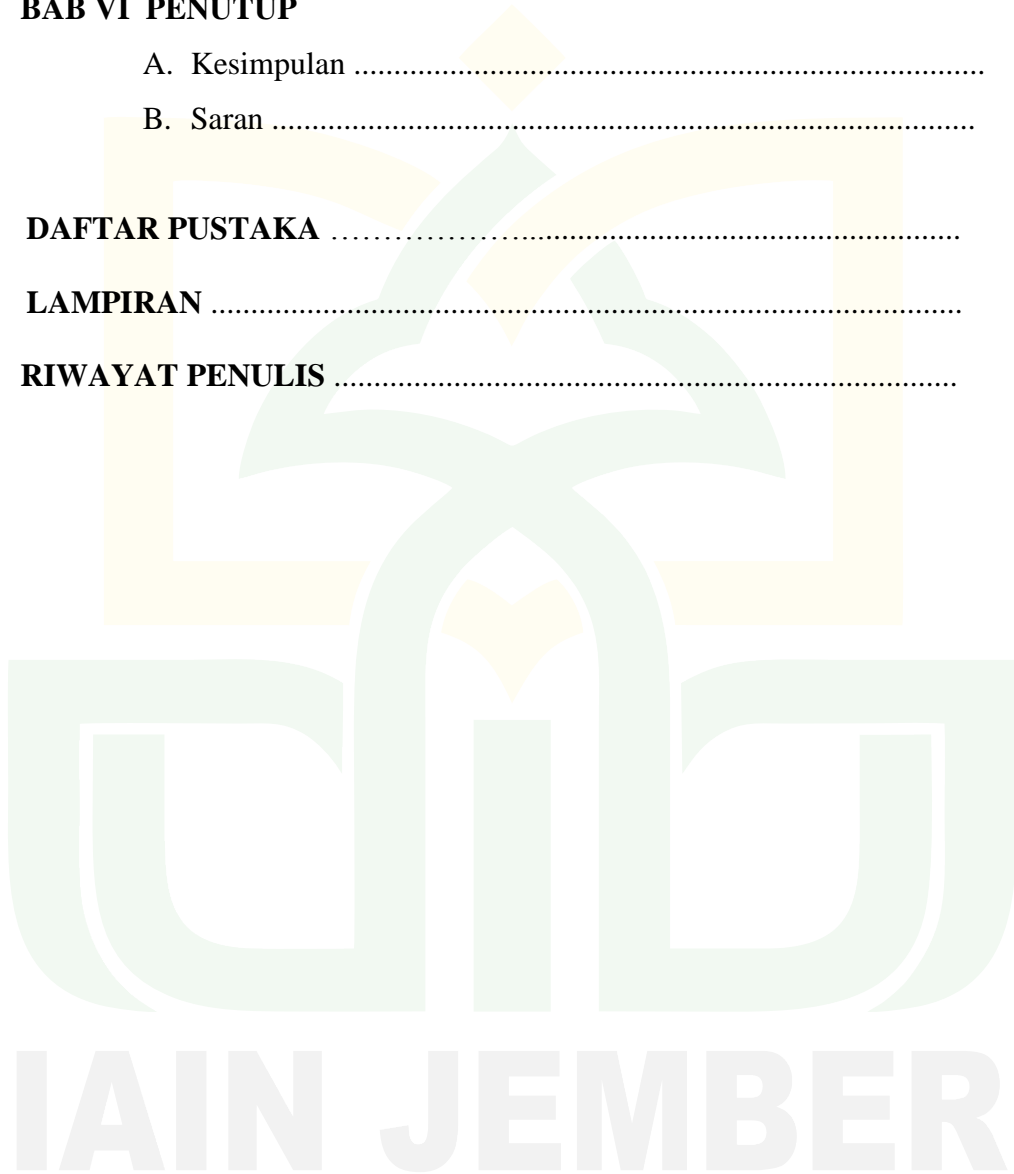 BAB VI PENUTUP
A. Kesimpulan ...........................................................................
B. Saran ...................................................................................
DAFTAR PUSTAKA …………………...................................................
LAMPIRAN .........................................................................................
RIWAYAT PENULIS ..........................................................................
IAIN JEMBER